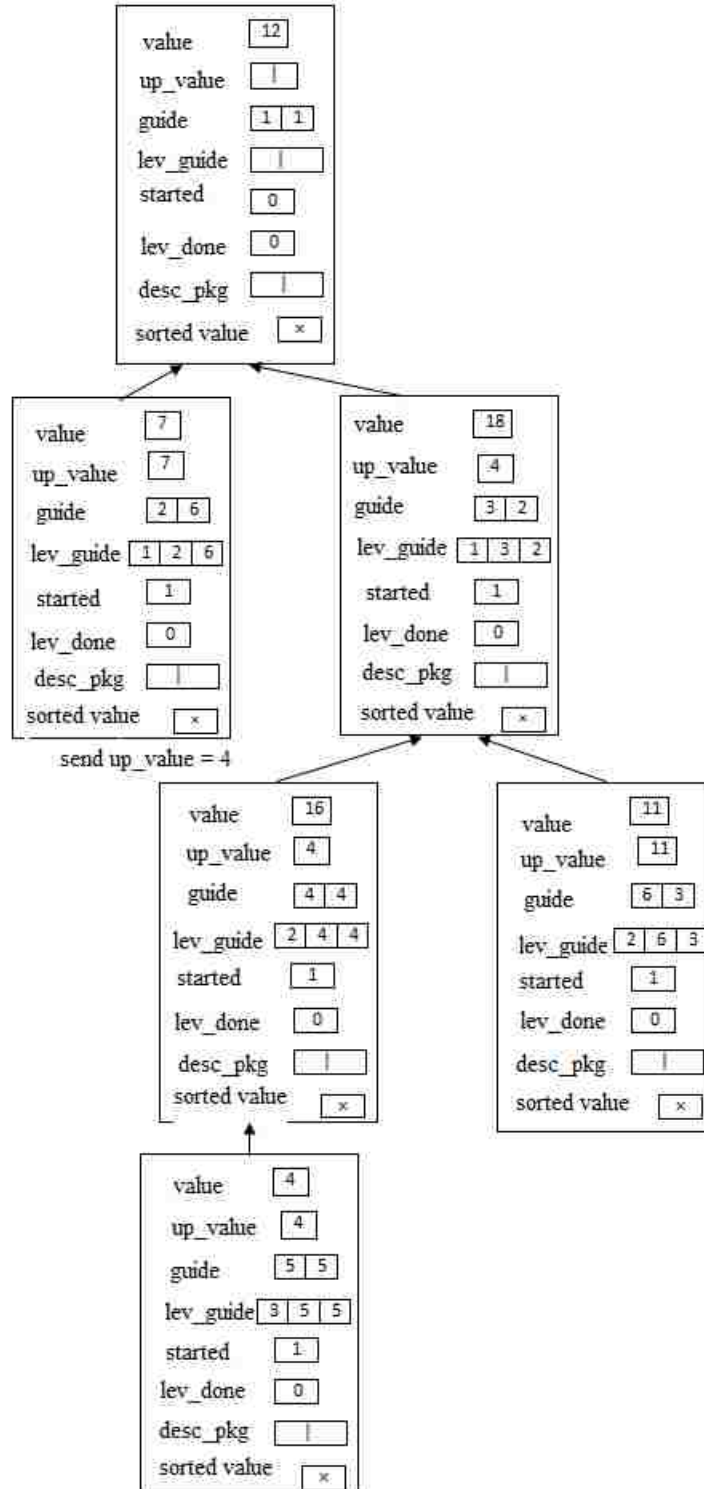 value 12
up_value |
guide 1 1
lev_guide |
started 0
lev_done 0
desc_pkg |
sorted value ×
value 7
up_value 7
guide 2 6
lev_guide 1 2 6
started 1
lev_done 0
desc_pkg |
sorted value ×
send up_value = 4
value 18
up_value 4
guide 3 2
lev_guide 1 3 2
started 1
lev_done 0
desc_pkg |
sorted value ×
value 16
up_value 4
guide 4 4
lev_guide 2 4 4
started 1
lev_done 0
desc_pkg |
sorted value ×
value 11
up_value 11
guide 6 3
lev_guide 2 6 3
started 1
lev_done 0
desc_pkg |
sorted value ×
value 4
up_value 4
guide 5 5
lev_guide 3 5 5
started 1
lev_done 0
desc_pkg |
sorted value ×